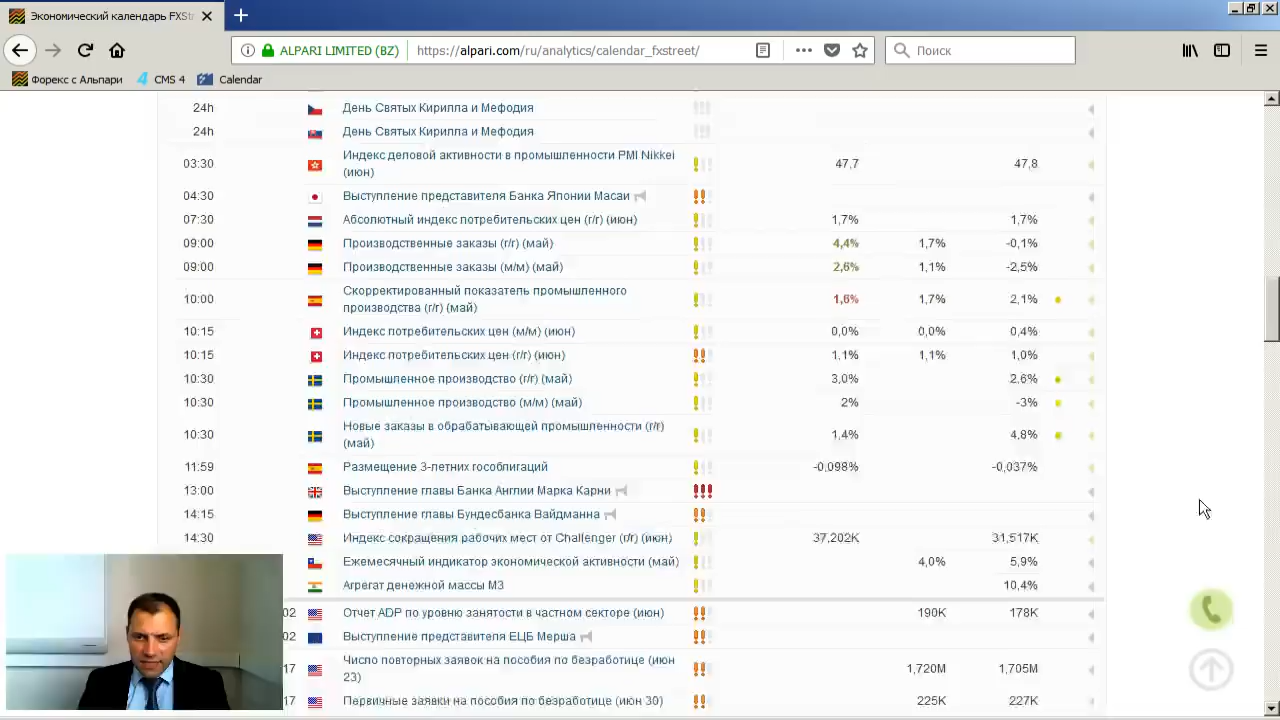 Экономический календарь FXStr
ALPARI LIMITED (BZ) https://alpari.com/ru/analytics/calendar_fxstreet/ Поиск
Форекс с Альпари CMS 4 Calendar
24h День Святых Кирилла и Мефодия
24h День Святых Кирилла и Мефодия
03:30 Индекс деловой активности в промышленности PMI Nikkei 47,7 47,8
(июн)
04:30 Выступление представителя Банка Японии Масаи
07:30 Абсолютный индекс потребительских цен (г/г) (июн) 1,7% 1,7%
09:00 Производственные заказы (г/г) (май) 4,4% 1,7% -0,1%
09:00 Производственные заказы (м/м) (май) 2,6% 1,1% -2,5%
10:00 Скорректированный показатель промышленного 1,6% 1,7%
производства (г/г) (май)
10:15 Индекс потребительских цен (м/м) (июн) 0,0% 0,0% 0,4%
10:15 Индекс потребительских цен (г/г) (июн) 1,1% 1,1%
10:30 Промышленное производство (г/г) (май) 3,0% 2,6%
10:30 Промышленное производство (м/м) (май) 2% -3%
10:30 Новые заказы в обрабатывающей промышленности (г/г) 1,4% 4,8%
(май)
11:59 Размещение 3-летних гособлигаций -0,098%
13:00 Выступление главы Банка Англии Марка Карни
14:15 Выступление главы Бундесбанка Вайдманна
14:30 Индекс сокращения рабочих мест от Challenger (г/г) (июн) 37,202K 31,517K
Ежемесячный индикатор экономической активности (май) 4,0% 5,9%
Агрегат денежной массы М3 10,4%
02 Отчет ADP по уровню занятости в частном секторе (июн) 190K 178K
02 Выступление представителя ЕЦБ Мерша
17 Число повторных заявок на пособия по безработице (июн 1,720M 1,705M
23)
17 Первичные заявки на пособия по безработице (июн 30) 225K 227K